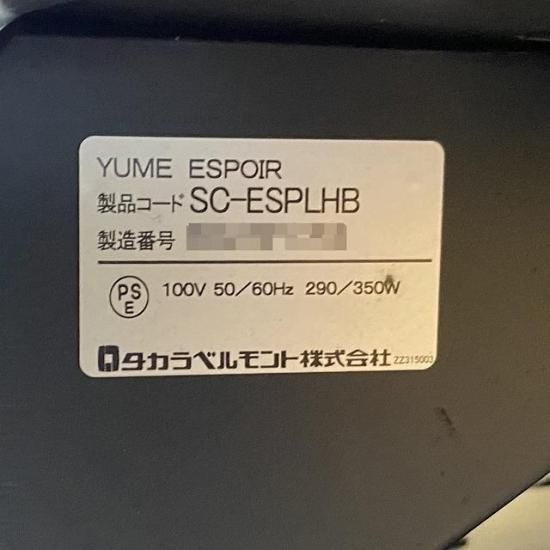 YUME ESPOIR
製品コード SC-ESPLHB
製造番号
PS
E
100V 50/60Hz 290/350W
タカラベルモント株式会社 ZZ315003